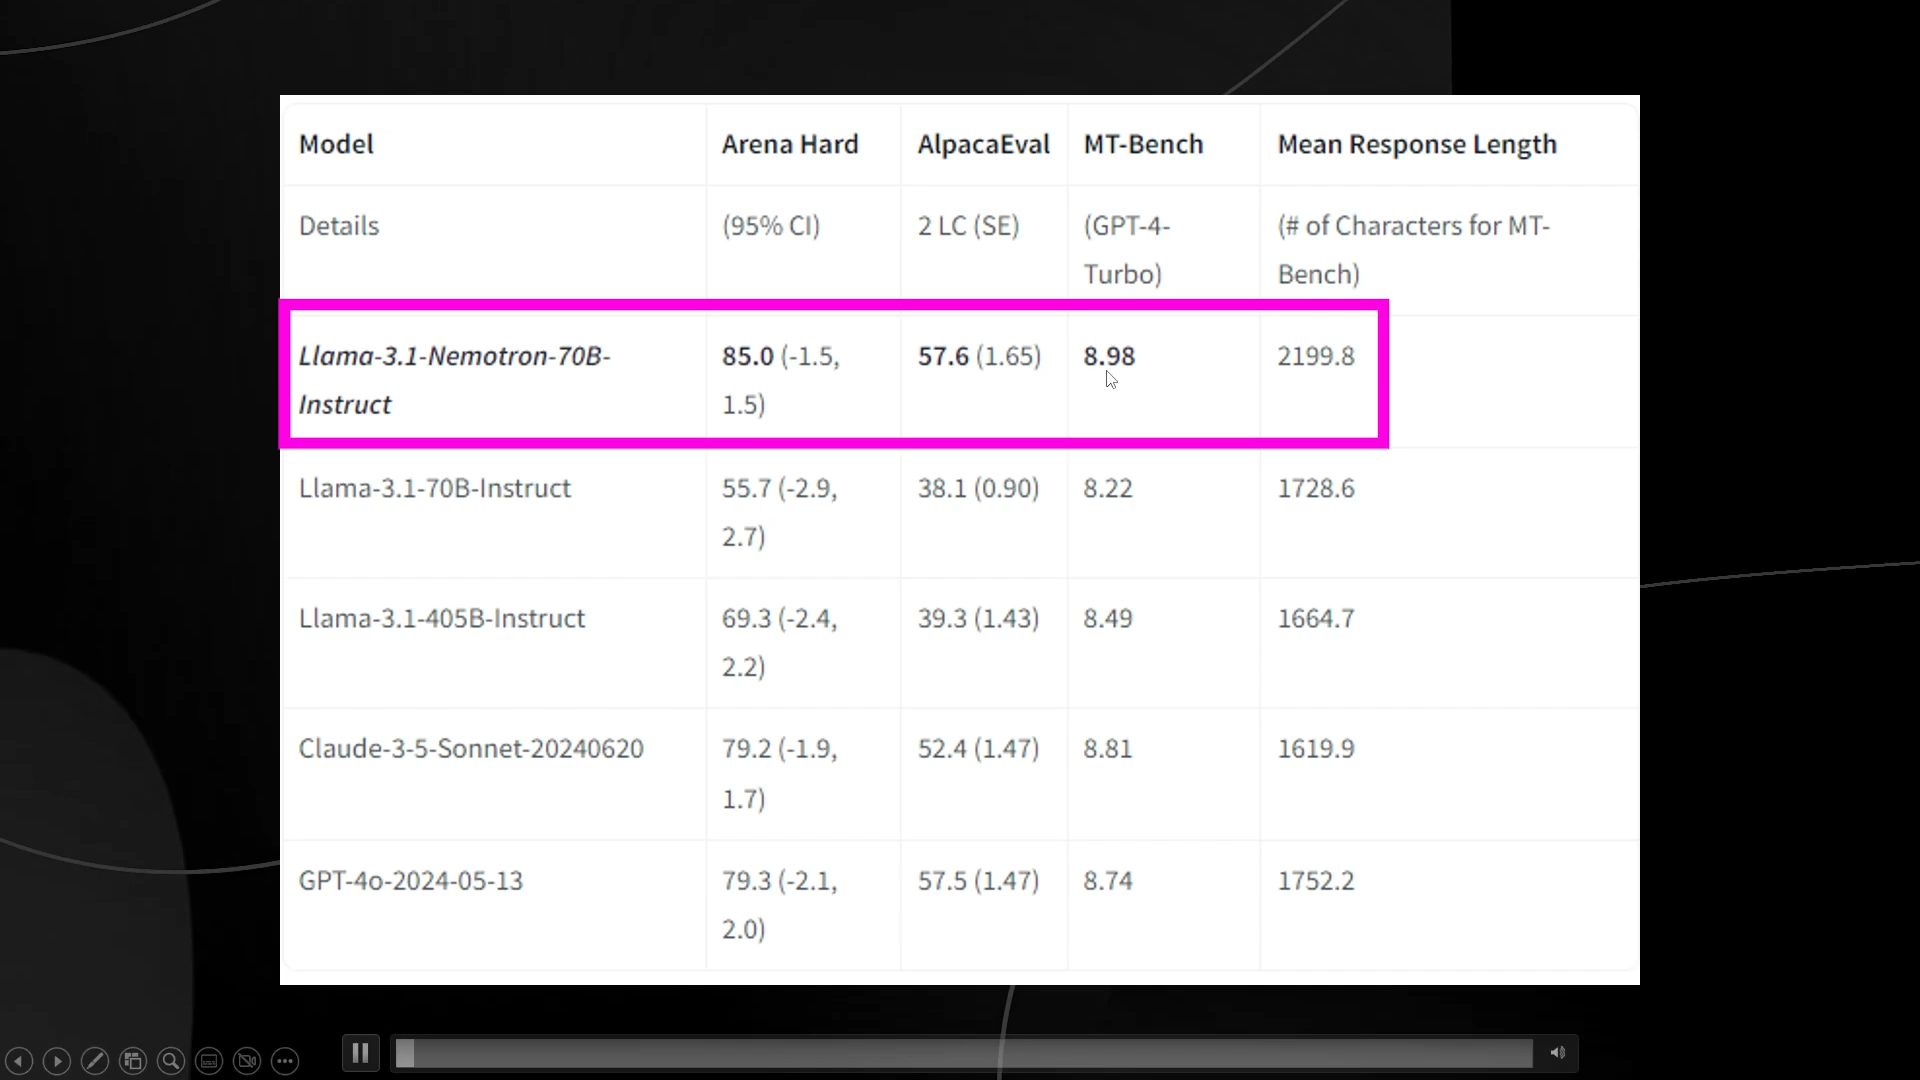 Model Arena Hard AlpacaEval MT-Bench Mean Response Length
Details (95% CI) 2 LC (SE) (GPT-4- (# of Characters for MT-
Turbo) Bench)
Llama-3.1-Nemotron-70B- 85.0 (-1.5, 57.6 (1.65) 8.98 2199.8
Instruct 1.5)
Llama-3.1-70B-Instruct 55.7 (-2.9, 38.1 (0.90) 8.22 1728.6
2.7)
Llama-3.1-405B-Instruct 69.3 (-2.4, 39.3 (1.43) 8.49 1664.7
2.2)
Claude-3-5-Sonnet-20240620 79.2 (-1.9, 52.4 (1.47) 8.81 1619.9
1.7)
GPT-4o-2024-05-13 79.3 (-2.1, 57.5 (1.47) 8.74 1752.2
2.0)